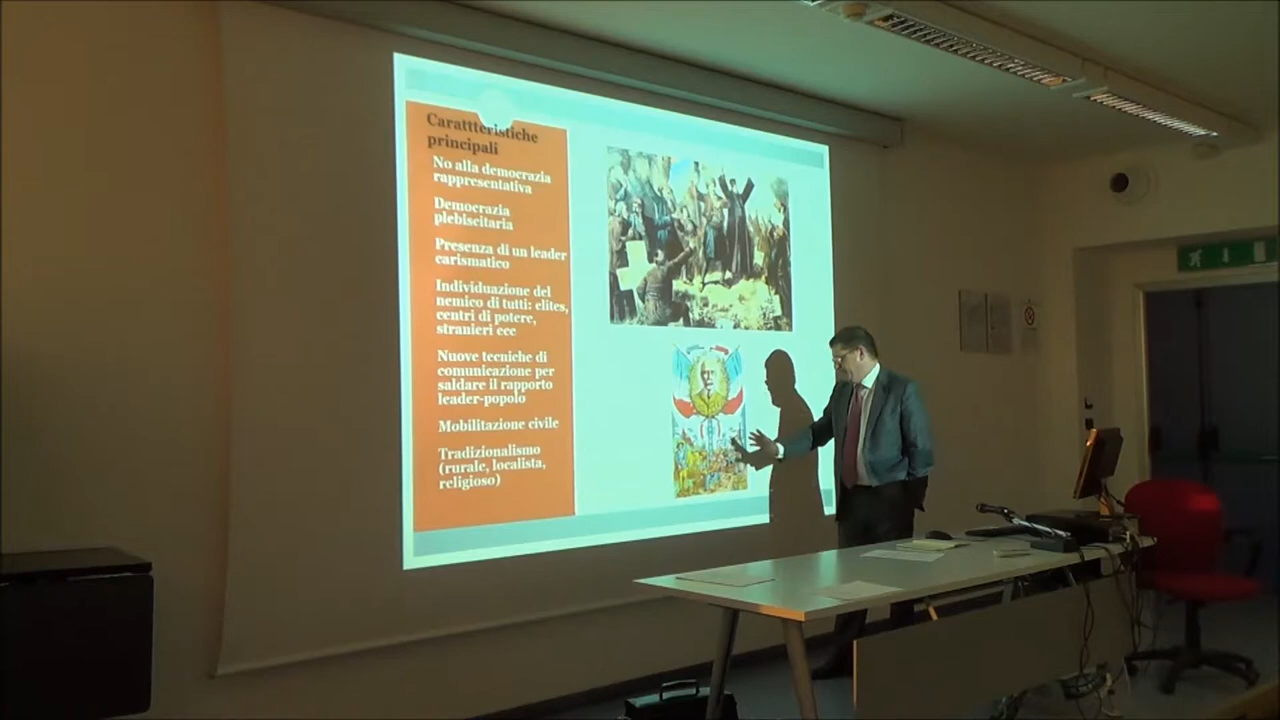 Carattteristiche
principali
No alla democrazia
rappresentativa
Democrazia
plebiscitaria
Presenza di un leader
carismatico
Individuazione del
nemico di tutti: elites,
centri di potere,
stranieri ecc
Nuove tecniche di
comunicazione per
saldare il rapporto
leader-popolo
Mobilitazione civile
Tradizionalismo
(rurale, localista,
religioso)